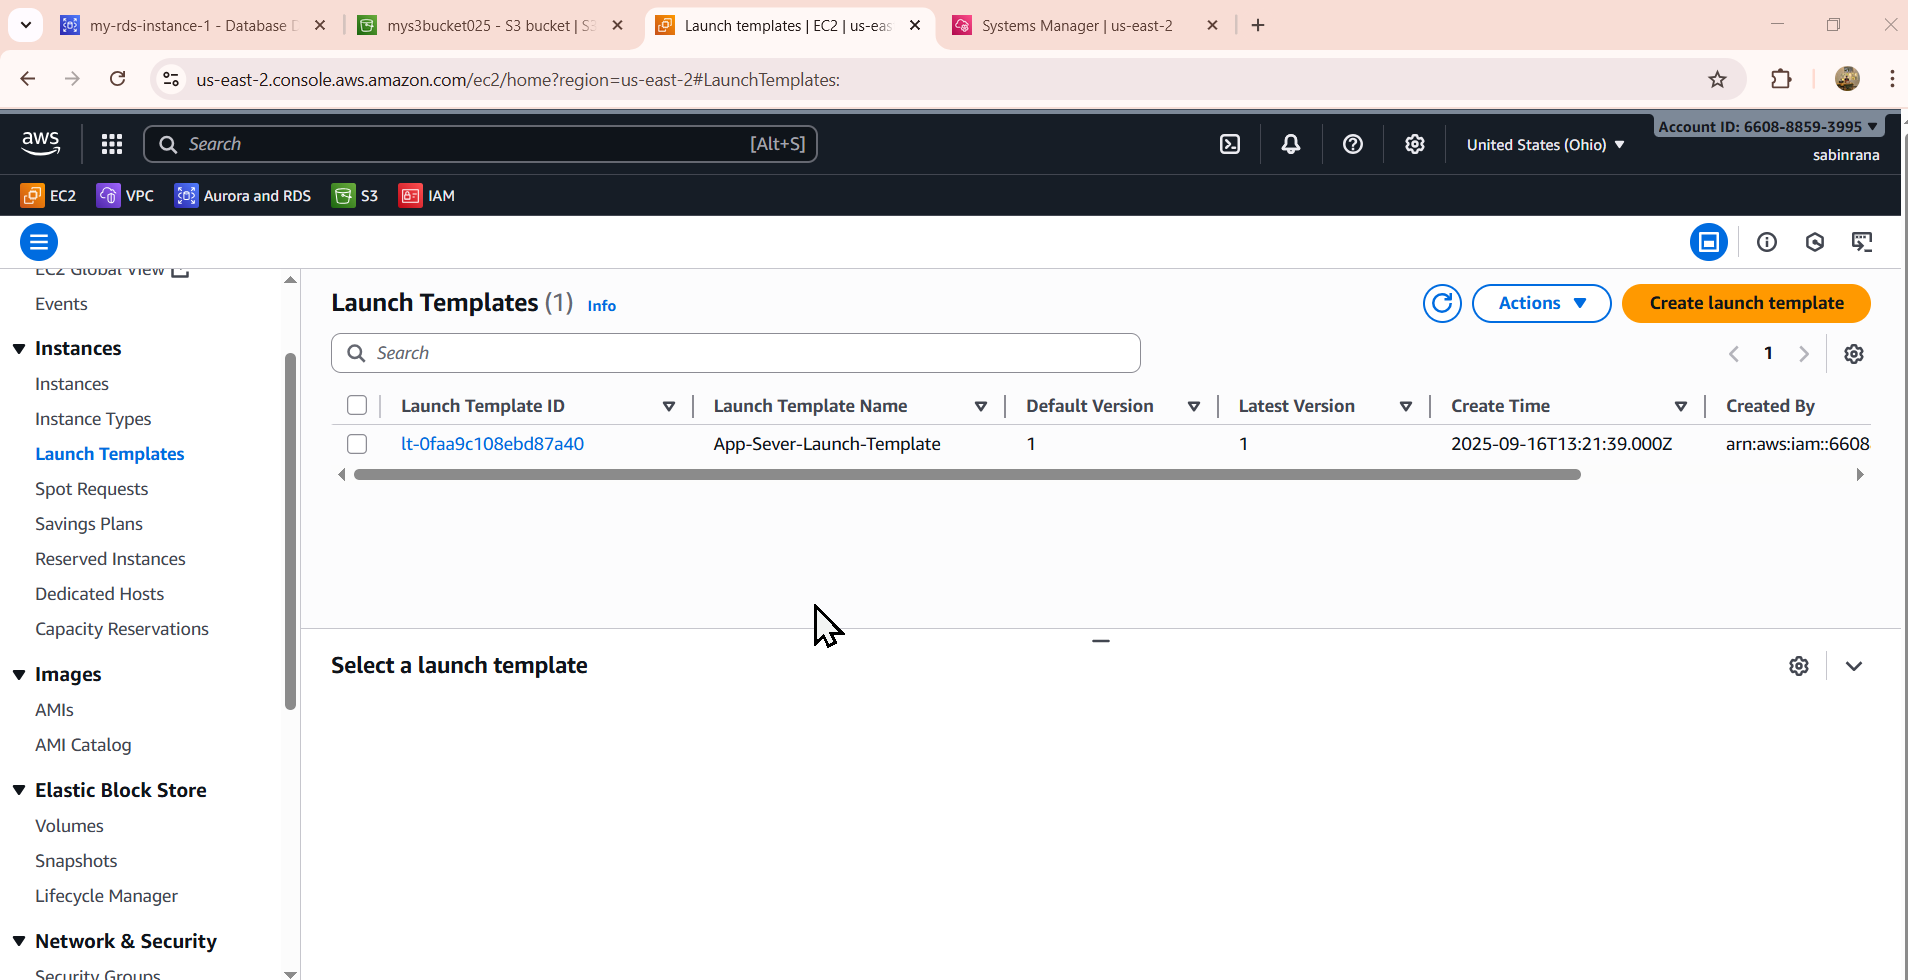 my-rds-instance-1 - Database D
mys3bucket025 - S3 bucket | S3
Launch templates | EC2 | us-eas
Systems Manager | us-east-2
us-east-2.console.aws.amazon.com/ec2/home?region=us-east-2#LaunchTemplates:
aws
Search
[Alt+S]
United States (Ohio)
Account ID: 6608-8859-3995
sabinrana
EC2
VPC
Aurora and RDS
S3
IAM
EC2 Global View
Events
Instances
Instances
Instance Types
Launch Templates
Spot Requests
Savings Plans
Reserved Instances
Dedicated Hosts
Capacity Reservations
Images
AMIs
AMI Catalog
Elastic Block Store
Volumes
Snapshots
Lifecycle Manager
Network & Security
Security Groups
Launch Templates (1) Info
Actions
Create launch template
Search
1
Launch Template ID Launch Template Name Default Version Latest Version Create Time Created By
lt-0faa9c108ebd87a40 App-Sever-Launch-Template 1 1 2025-09-16T13:21:39.000Z arn:aws:iam::6608
Select a launch template